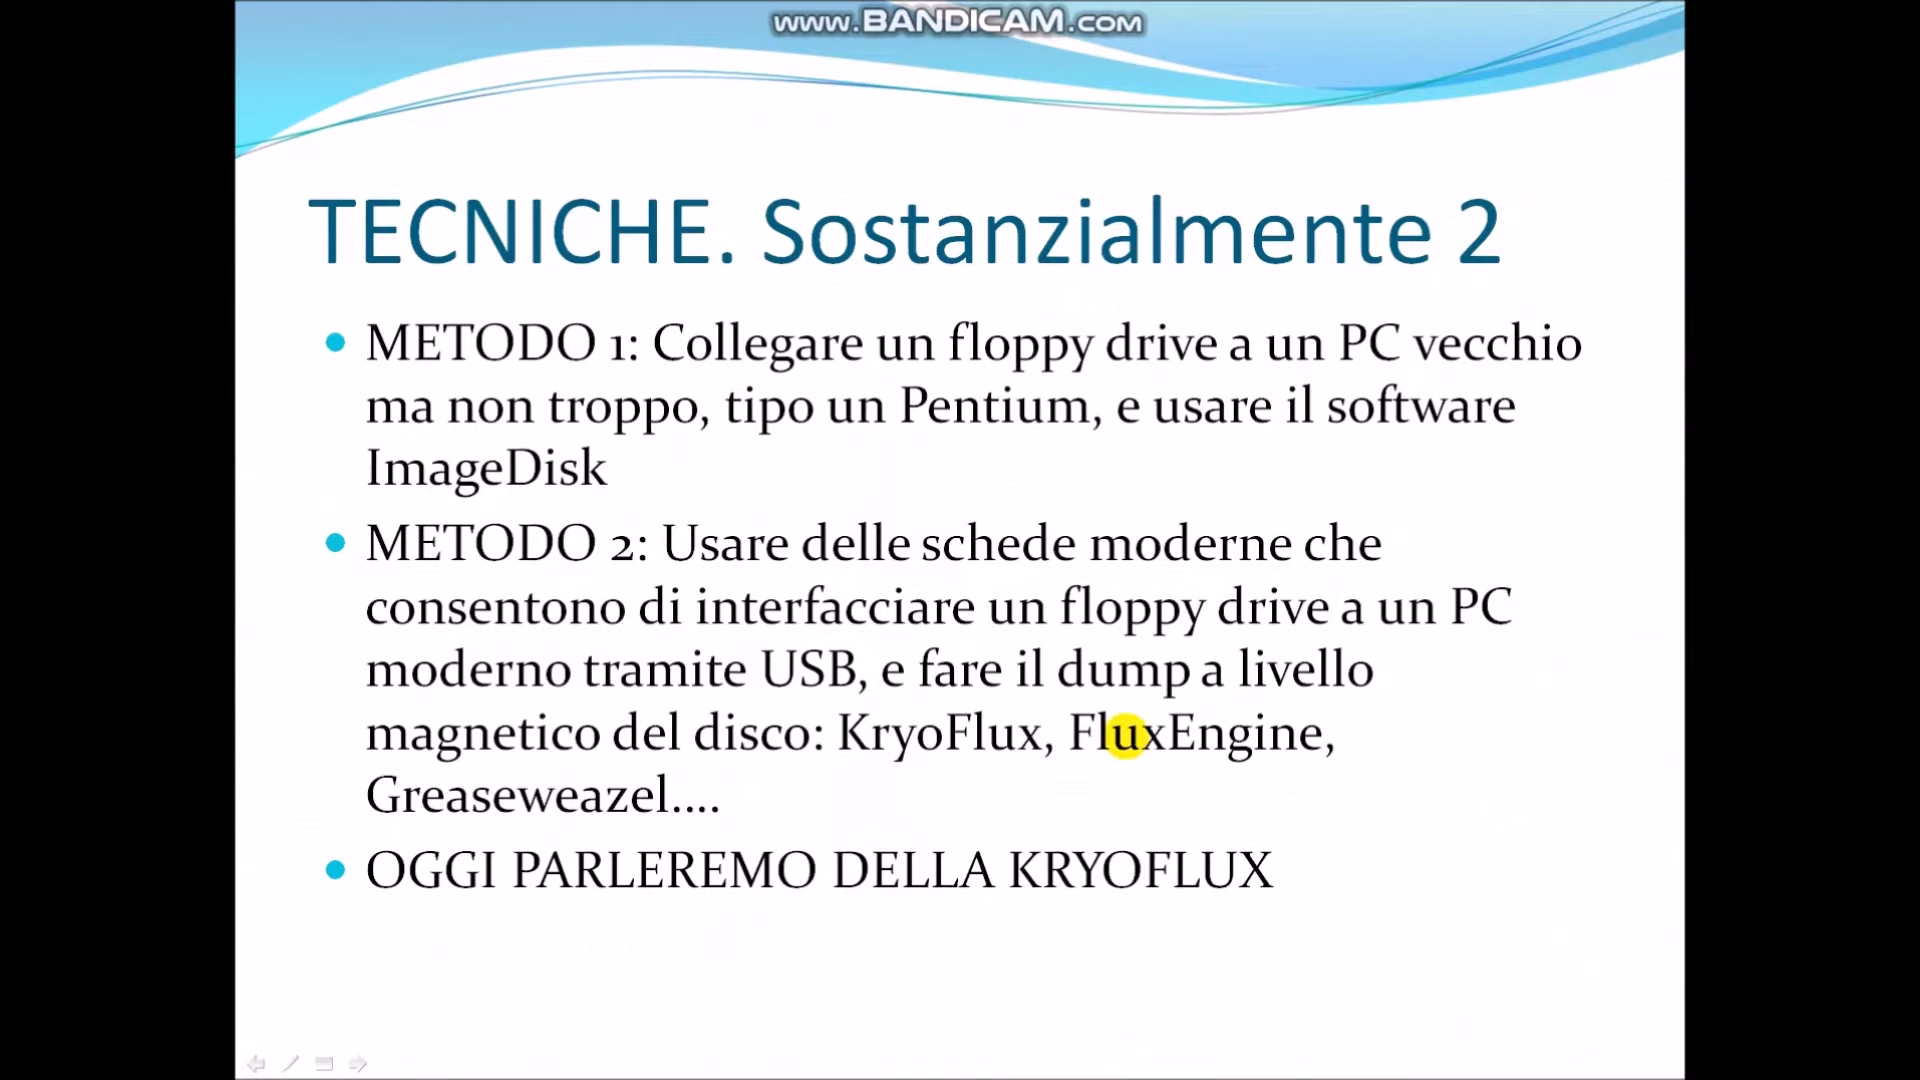 www.BANDICAM.com
TECNICHE. Sostanzialmente 2
METODO 1: Collegare un floppy drive a un PC vecchio
ma non troppo, tipo un Pentium, e usare il software
ImageDisk
METODO 2: Usare delle schede moderne che
consentono di interfacciare un floppy drive a un PC
moderno tramite USB, e fare il dump a livello
magnetico del disco: KryoFlux, FluxEngine,
Greaseweazel....
OGGI PARLEREMO DELLA KRYOFLUX